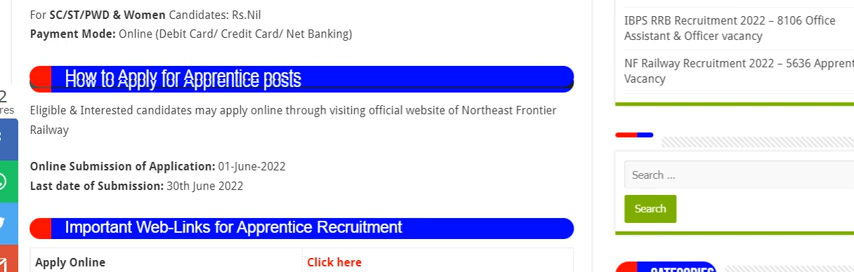 For SC/ST/PWD & Women Candidates: Rs.Nil
Payment Mode: Online (Debit Card/ Credit Card/ Net Banking)
How to Apply for Apprentice posts
Eligible & Interested candidates may apply online through visiting official website of Northeast Frontier
Railway
Online Submission of Application: 01-June-2022
Last date of Submission: 30th June 2022
Important Web-Links for Apprentice Recruitment
Apply Online Click here
IBPS RRB Recruitment 2022 – 8106 Office
Assistant & Officer vacancy
NF Railway Recruitment 2022 – 5636 Apprent
Vacancy
Search ...
Search
CATEGORIES
2
res